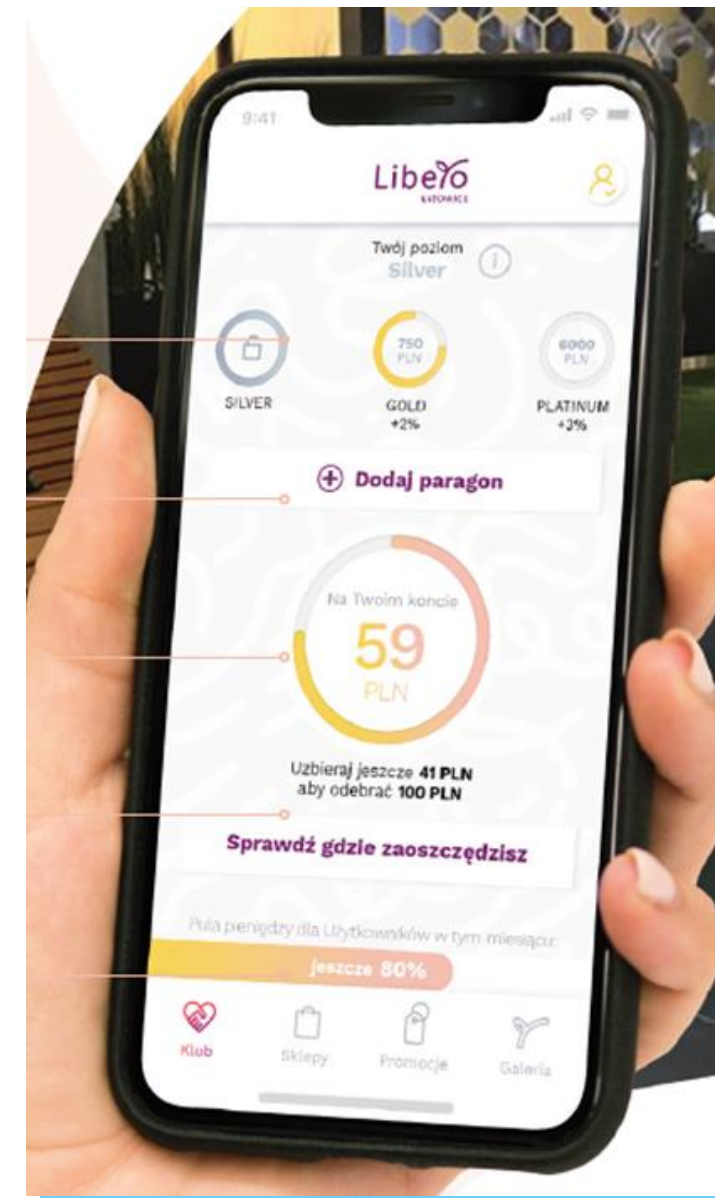 9:41
Libero
KATOWICE
Twój poziom
Silver
i
750
PLN
6000
PLN
SILVER
GOLD
+2%
PLATINUM
+3%
Dodaj paragon
Na Twoim koncie
59
PLN
Uzbieraj jeszcze 41 PLN
aby odebrać 100 PLN
Sprawdź gdzie zaoszczędzisz
Pula pieniędzy dla Użytkowników w tym miesiącu:
jeszcze 80%
Klub
Sklepy
Promocje
Galeria